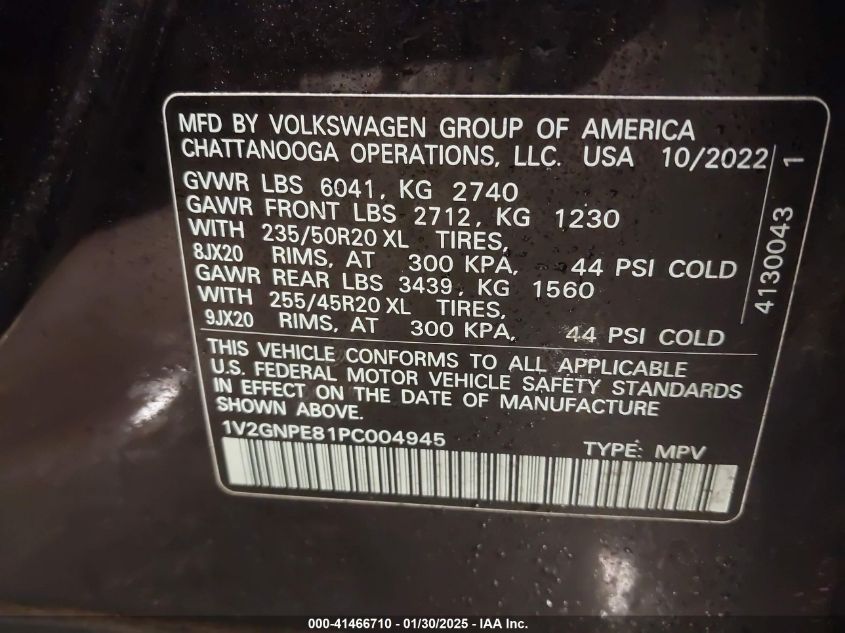 MFD BY VOLKSWAGEN GROUP OF AMERICA
CHATTANOOGA OPERATIONS, LLC. USA 10/2022
GVWR LBS 6041, KG 2740
GAWR FRONT LBS 2712, KG 1230
WITH 235/50R20 XL TIRES,
8JX20 RIMS, AT 300 KPA, 44 PSI COLD
GAWR REAR LBS 3439, KG 1560
WITH 255/45R20 XL TIRES,
9JX20 RIMS, AT 300 KPA, 44 PSI COLD
4130043 1
THIS VEHICLE CONFORMS TO ALL APPLICABLE
U.S. FEDERAL MOTOR VEHICLE SAFETY STANDARDS
IN EFFECT ON THE DATE OF MANUFACTURE
SHOWN ABOVE.
1V2GNPE81PC004945 TYPE: MPV
000-41466710 - 01/30/2025 - IAA Inc.